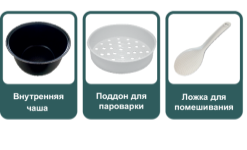 Внутренняя
чаша
Поддон для
пароварки
Ложка для
помешивания